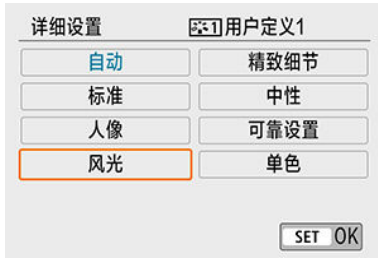 详细设置 用户定义1
自动 精致细节
标准 中性
人像 可靠设置
风光 单色
SET OK